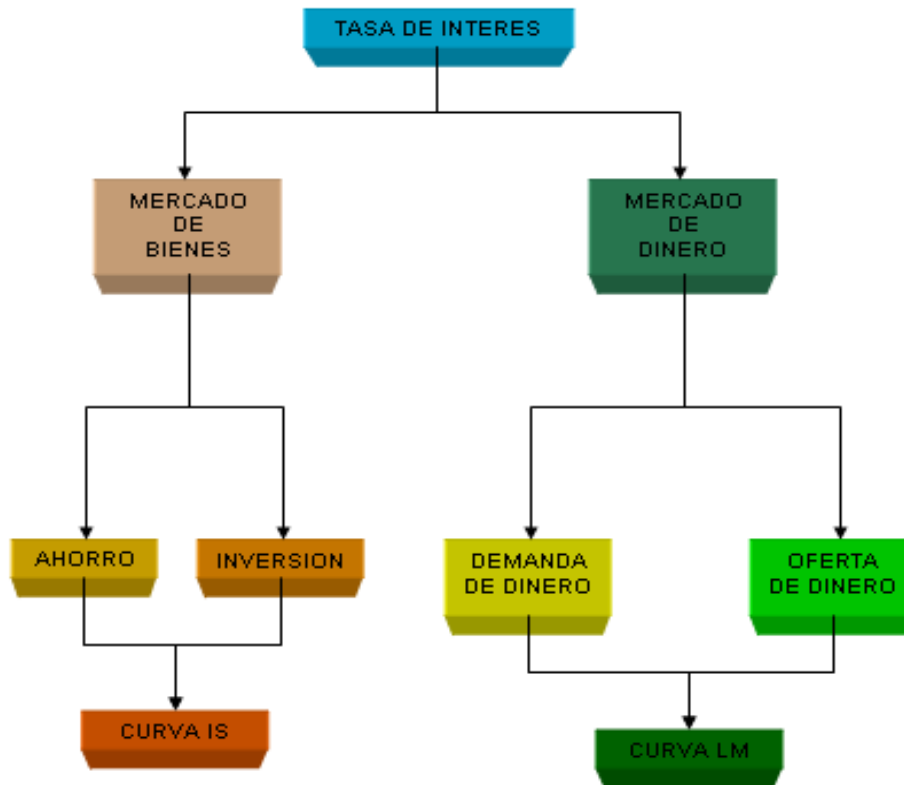 TASA DE INTERES
MERCADO
DE
BIENES
MERCADO
DE
DINERO
AHORRO
INVERSION
DEMANDA
DE DINERO
OFERTA
DE DINERO
CURVA IS
CURVA LM